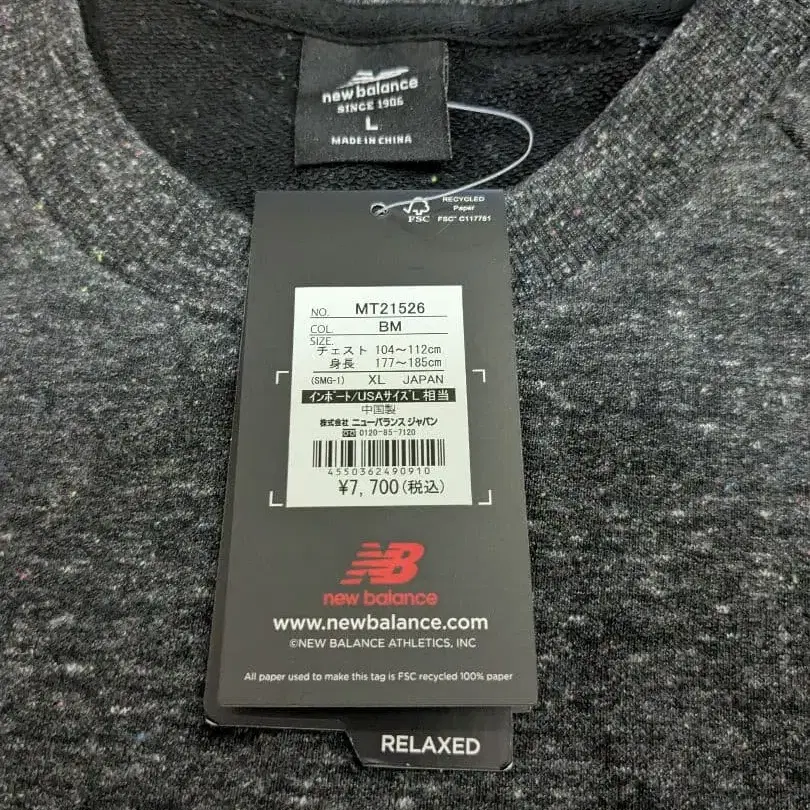 new balance
SINCE 1906
L
MADE IN CHINA
RECYCLED
Paper
FSC
FSC® C117751
NO. MT21526
COL. BM
SIZE.
チェスト 104～112cm
身長 177～185cm
(SMG-1) XL JAPAN
インポート/USAサイズL 相当
中国製
株式会社 ニューバランス ジャパン
0120-85-7120
4550362490910
¥7,700(税込)
NB
new balance
www.newbalance.com
©NEW BALANCE ATHLETICS, INC
All paper used to make this tag is FSC recycled 100% paper
RELAXED